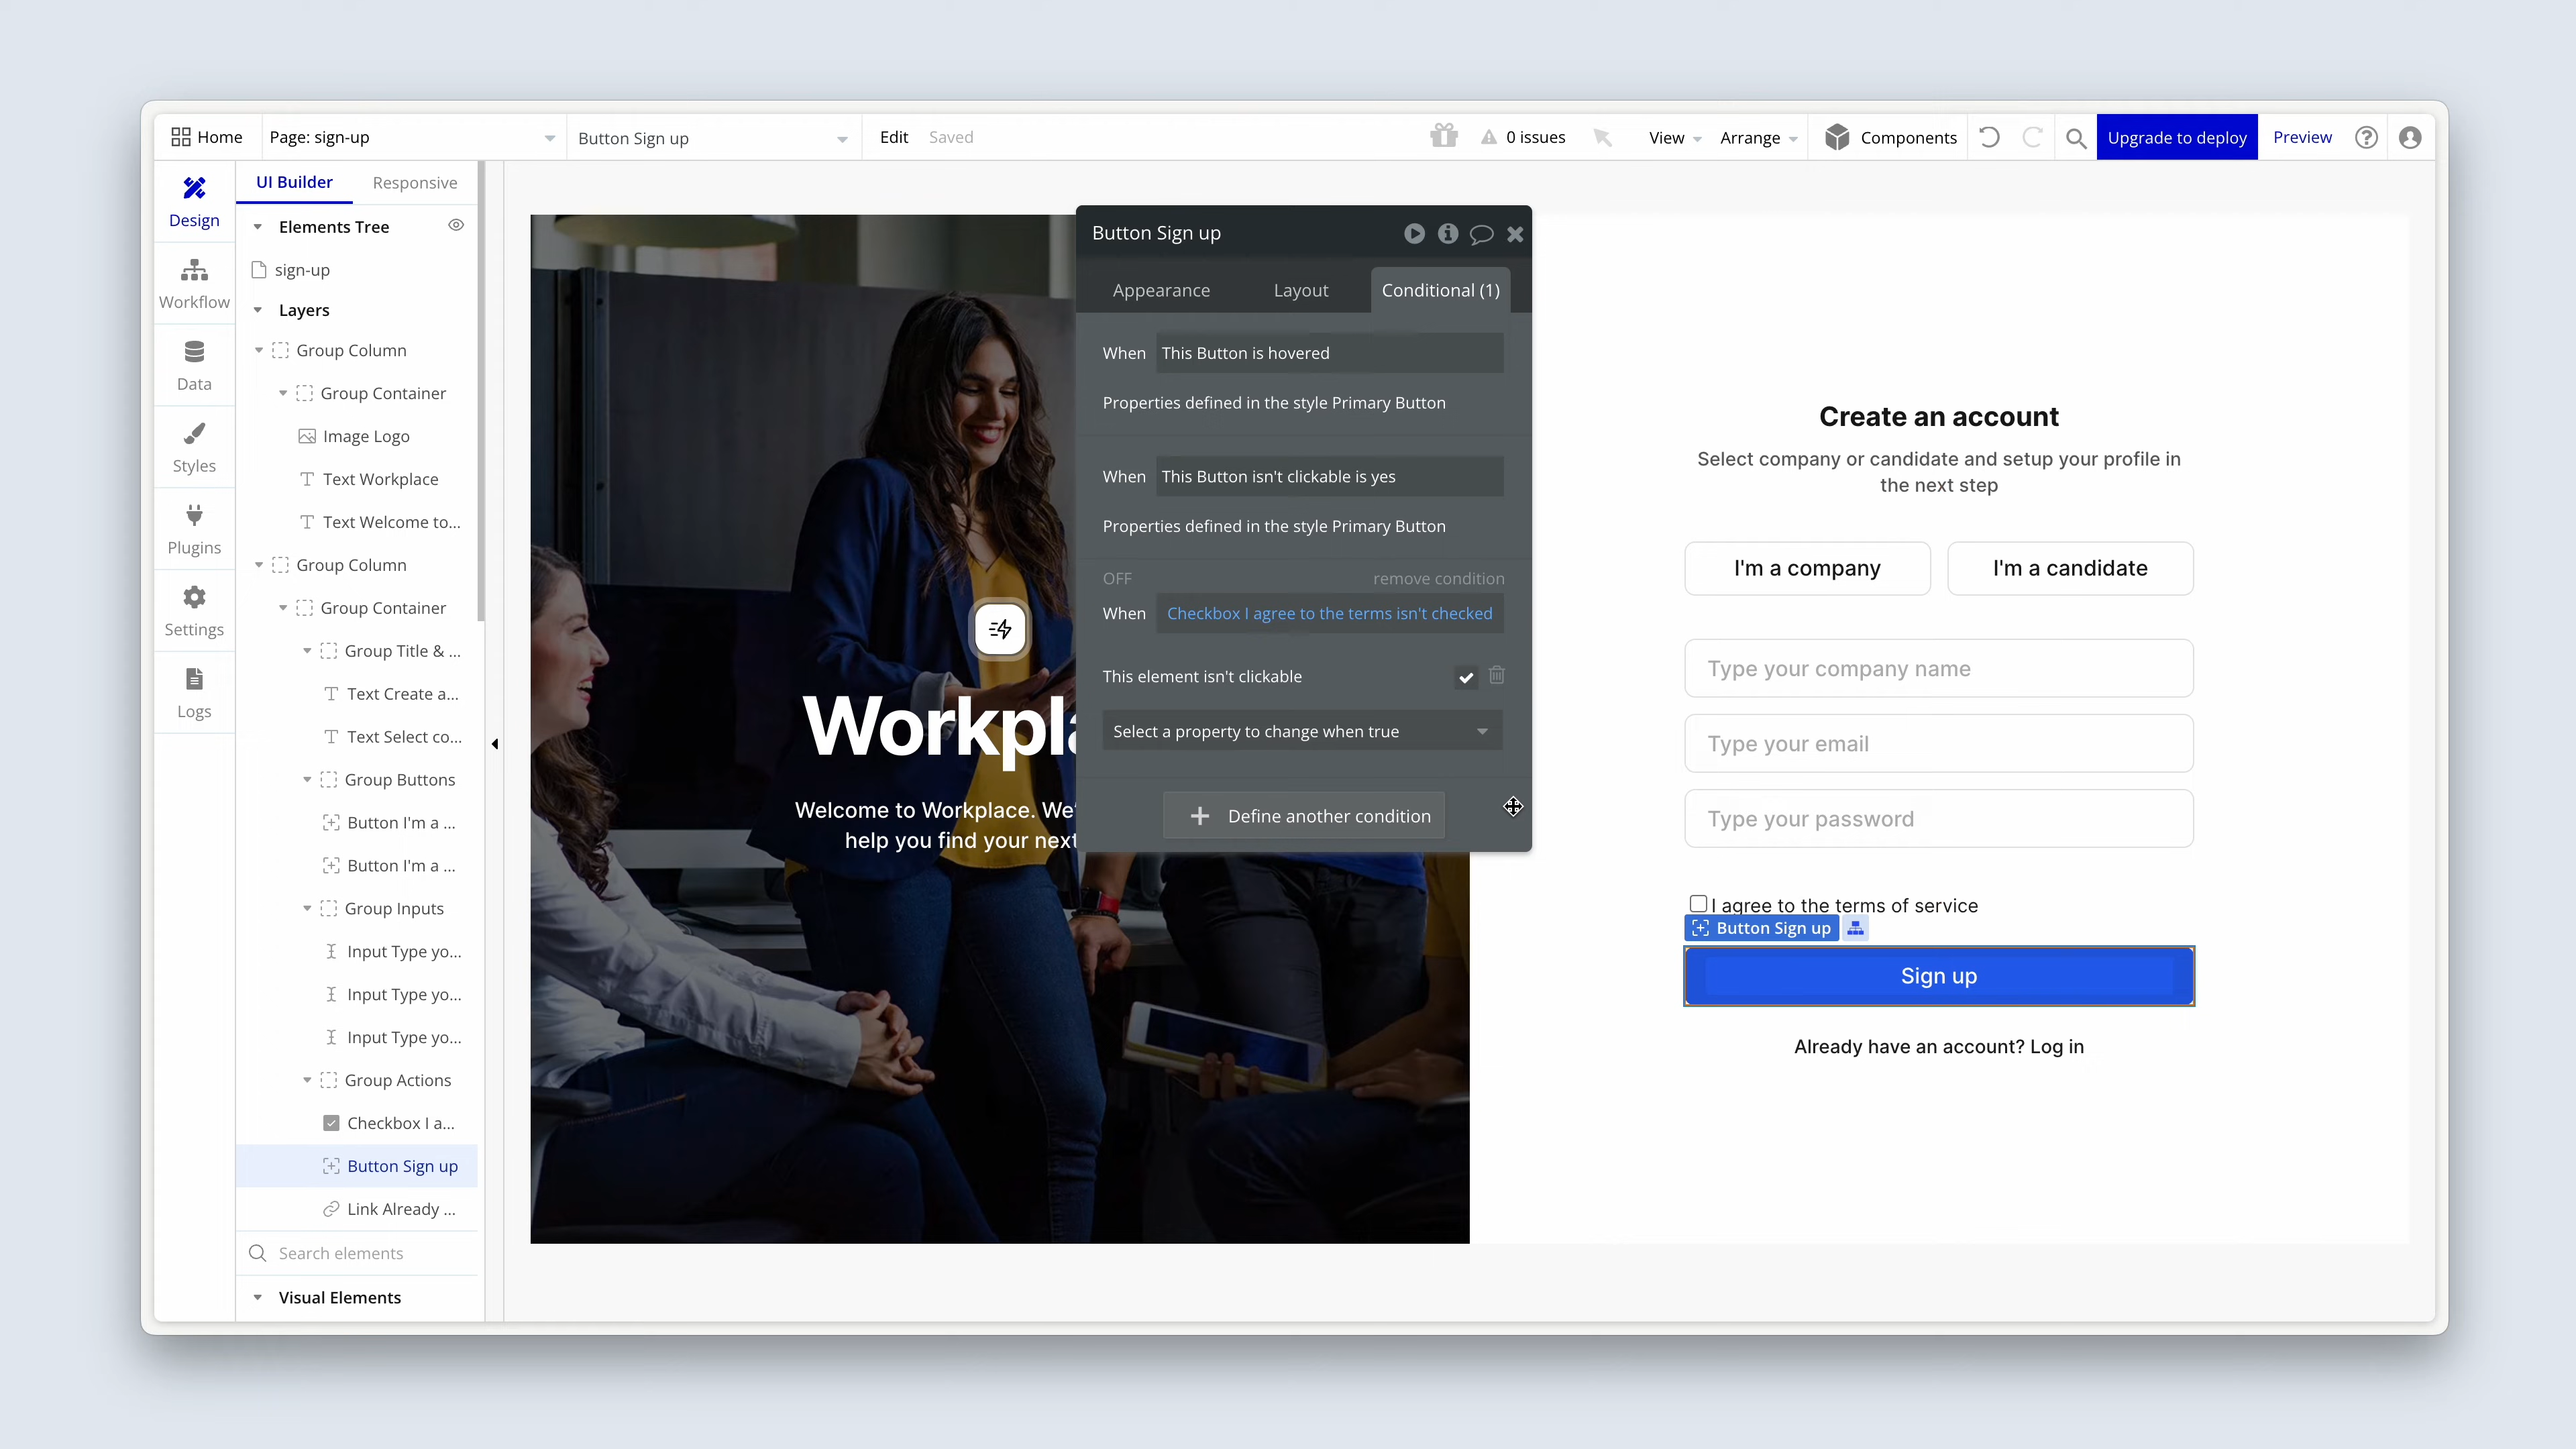 Home
Page: sign-up
Button Sign up
Edit
Saved
0 issues
View
Arrange
Components
Upgrade to deploy
Preview
Design
Workflow
Data
Styles
Plugins
Settings
Logs
UI Builder
Responsive
Elements Tree
sign-up
Layers
Group Column
Group Container
Image Logo
Text Workplace
Text Welcome to...
Group Column
Group Container
Group Title & ...
Text Create a...
Text Select co...
Group Buttons
Button I'm a ...
Button I'm a ...
Group Inputs
Input Type yo...
Input Type yo...
Input Type yo...
Group Actions
Checkbox I a...
Button Sign up
Link Already ...
Search elements
Visual Elements
Workpla
Welcome to Workplace. We'
help you find your next
Button Sign up
Appearance
Layout
Conditional (1)
When This Button is hovered
Properties defined in the style Primary Button
When This Button isn't clickable is yes
Properties defined in the style Primary Button
OFF
remove condition
When Checkbox I agree to the terms isn't checked
This element isn't clickable
Select a property to change when true
Define another condition
Create an account
Select company or candidate and setup your profile in
the next step
I'm a company
I'm a candidate
Type your company name
Type your email
Type your password
I agree to the terms of service
Button Sign up
Sign up
Already have an account? Log in